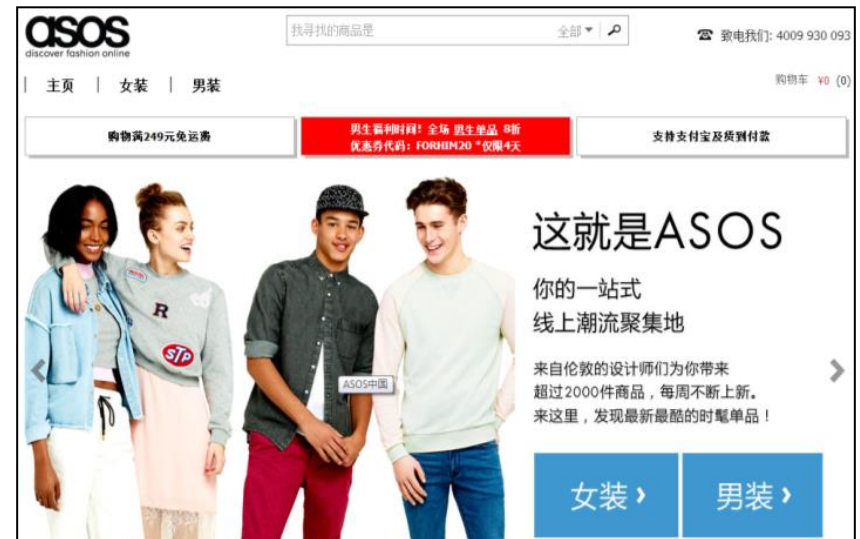 asos
discover fashion online
我寻找的商品是
全部
致电我们: 4009 930 093
主页 | 女装 | 男装
购物车 ¥0 (0)
购物满249元免运费
男生福利时间! 全场 男生单品 8折
优惠券代码: FORHIM20 *仅限4天
支持支付宝及货到付款
R
STP
ASOS中国
这就是ASOS
你的一站式
线上潮流聚集地
来自伦敦的设计师们为你带来
超过2000件商品，每周不断上新。
来这里，发现最新最酷的时髦单品！
女装
男装